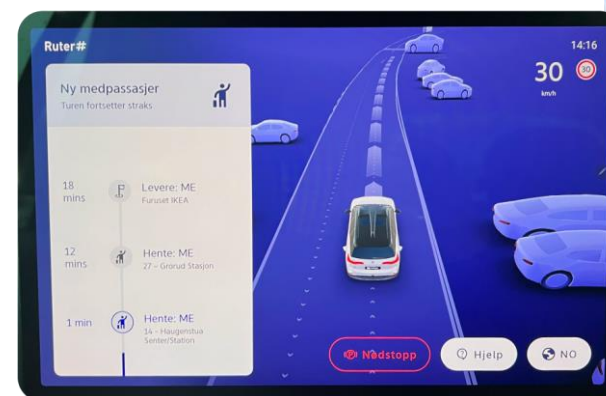 Ruter#
14:16
30
km/h
30
Ny medpassasjer
Turen fortsetter straks
18
mins
Levere: ME
Furuset IKEA
12
mins
Hente: ME
27 – Grorud Stasjon
1 min
Hente: ME
14 - Haugenstua
Senter/Station
Nødstopp
Hjelp
NO